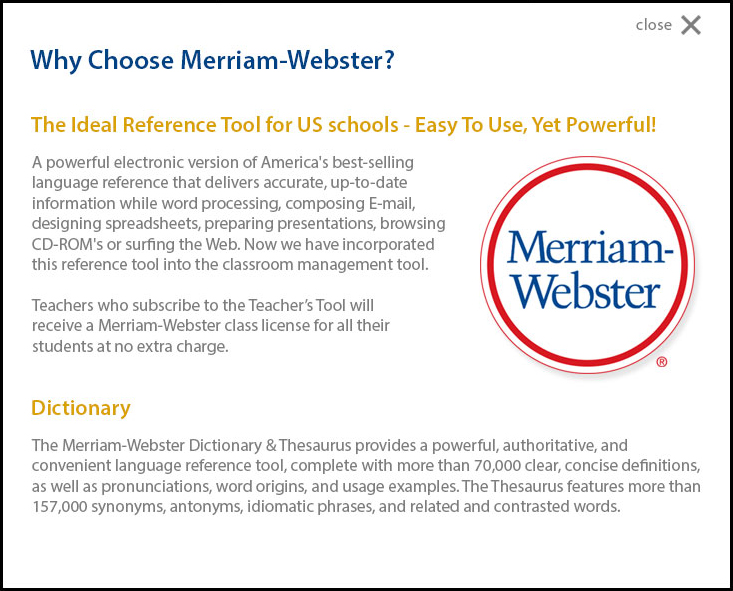 close
Why Choose Merriam-Webster?
The Ideal Reference Tool for US schools - Easy To Use, Yet Powerful!
A powerful electronic version of America's best-selling
language reference that delivers accurate, up-to-date
information while word processing, composing E-mail,
designing spreadsheets, preparing presentations, browsing
CD-ROM's or surfing the Web. Now we have incorporated
this reference tool into the classroom management tool.
Teachers who subscribe to the Teacher’s Tool will
receive a Merriam-Webster class license for all their
students at no extra charge.
Merriam-
Webster
®
Dictionary
The Merriam-Webster Dictionary & Thesaurus provides a powerful, authoritative, and
convenient language reference tool, complete with more than 70,000 clear, concise definitions,
as well as pronunciations, word origins, and usage examples. The Thesaurus features more than
157,000 synonyms, antonyms, idiomatic phrases, and related and contrasted words.